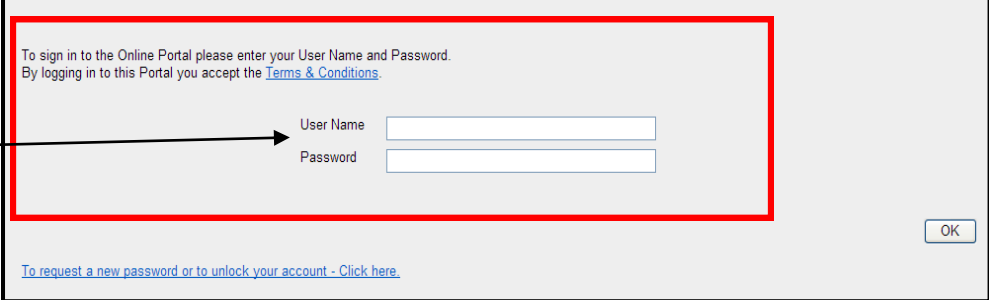 To sign in to the Online Portal please enter your User Name and Password.
By logging in to this Portal you accept the Terms & Conditions.
User Name
Password
OK
To request a new password or to unlock your account - Click here.